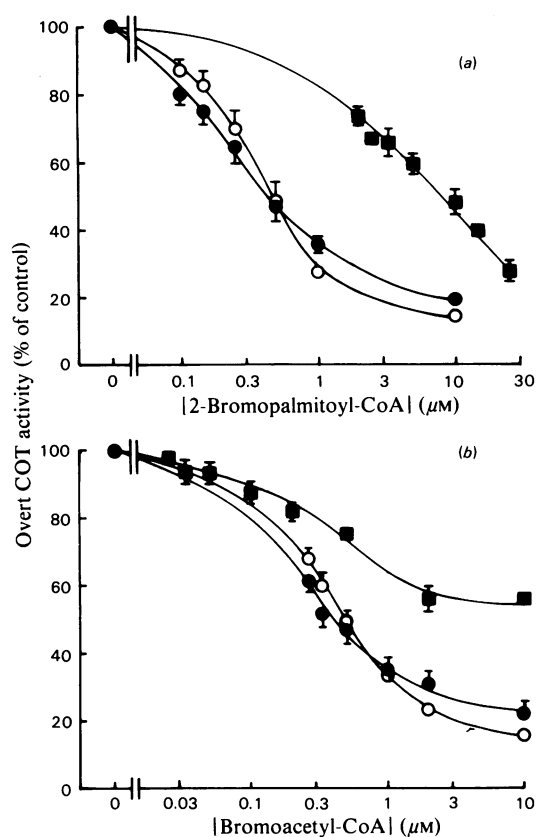 (a)
100
80
60
40
20
0
0 0.1 0.3 1 3 10 30
|2-Bromopalmitoyl-CoA| (μM)
Overt COT activity (% of control)
(b)
100
80
60
40
20
0
0 0.03 0.1 0.3 1 3 10
|Bromoacetyl-CoA| (μM)